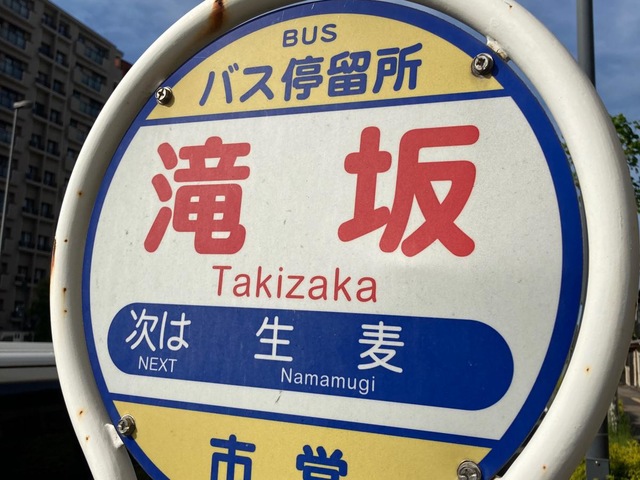 BUS
バス停留所
滝坂
Takizaka
次は 生麦
NEXT Namamugi
市営